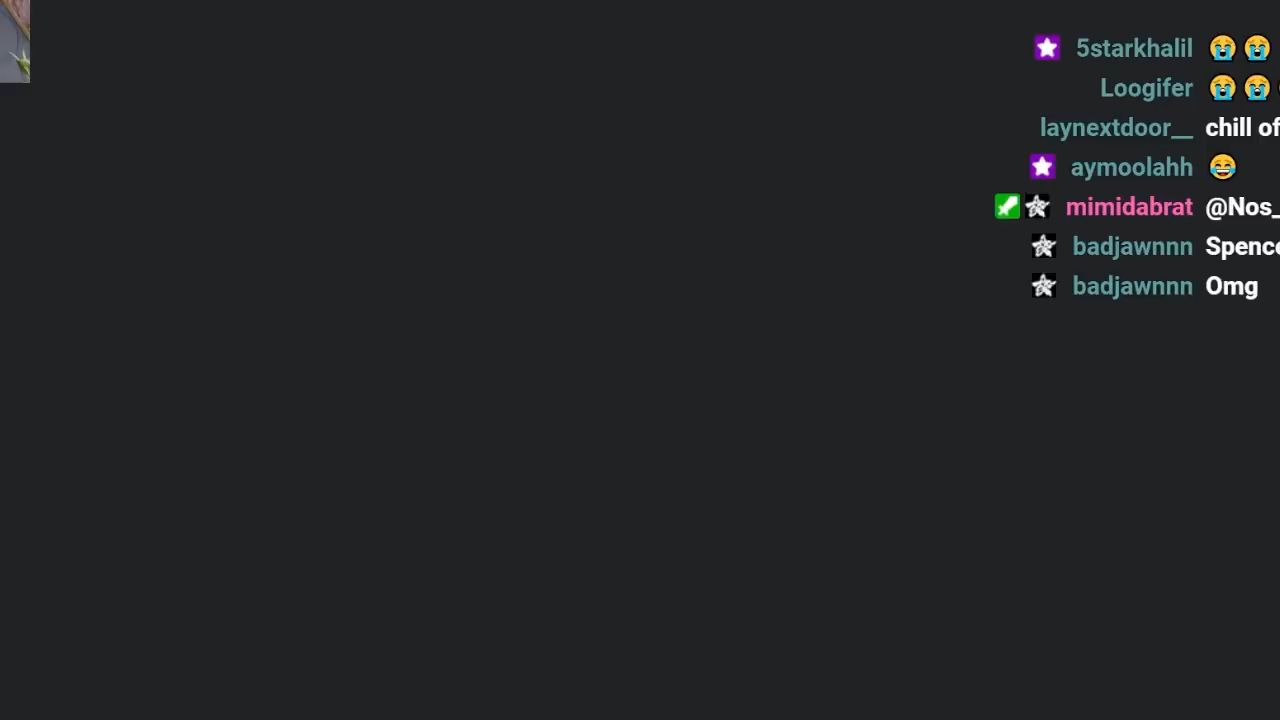 5starkhalil 😭 😭
Loogifer 😭 😭
laynextdoor__ chill of
aymoolahh 😂
mimidabrat @Nos_
badjawnnn Spence
badjawnnn Omg